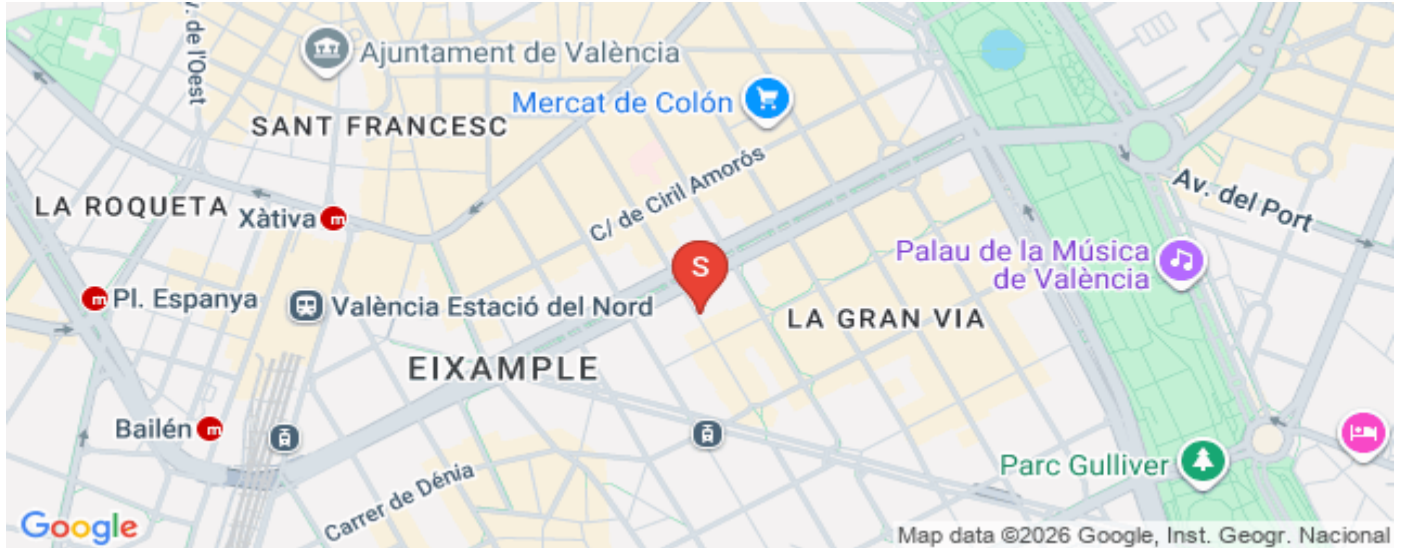 v. de l'Oest
Ajuntament de València
Mercat de Colón
SANT FRANCESC
C/ de Ciril Amorós
LA ROQUETA
Xàtiva
m
Av. del Port
S
Palau de la Música
de València
m
Pl. Espanya
València Estació del Nord
LA GRAN VIA
EIXAMPLE
Bailén
m
Parc Gulliver
Carrer de Dénia
Google
Map data ©2026 Google, Inst. Geogr. Nacional